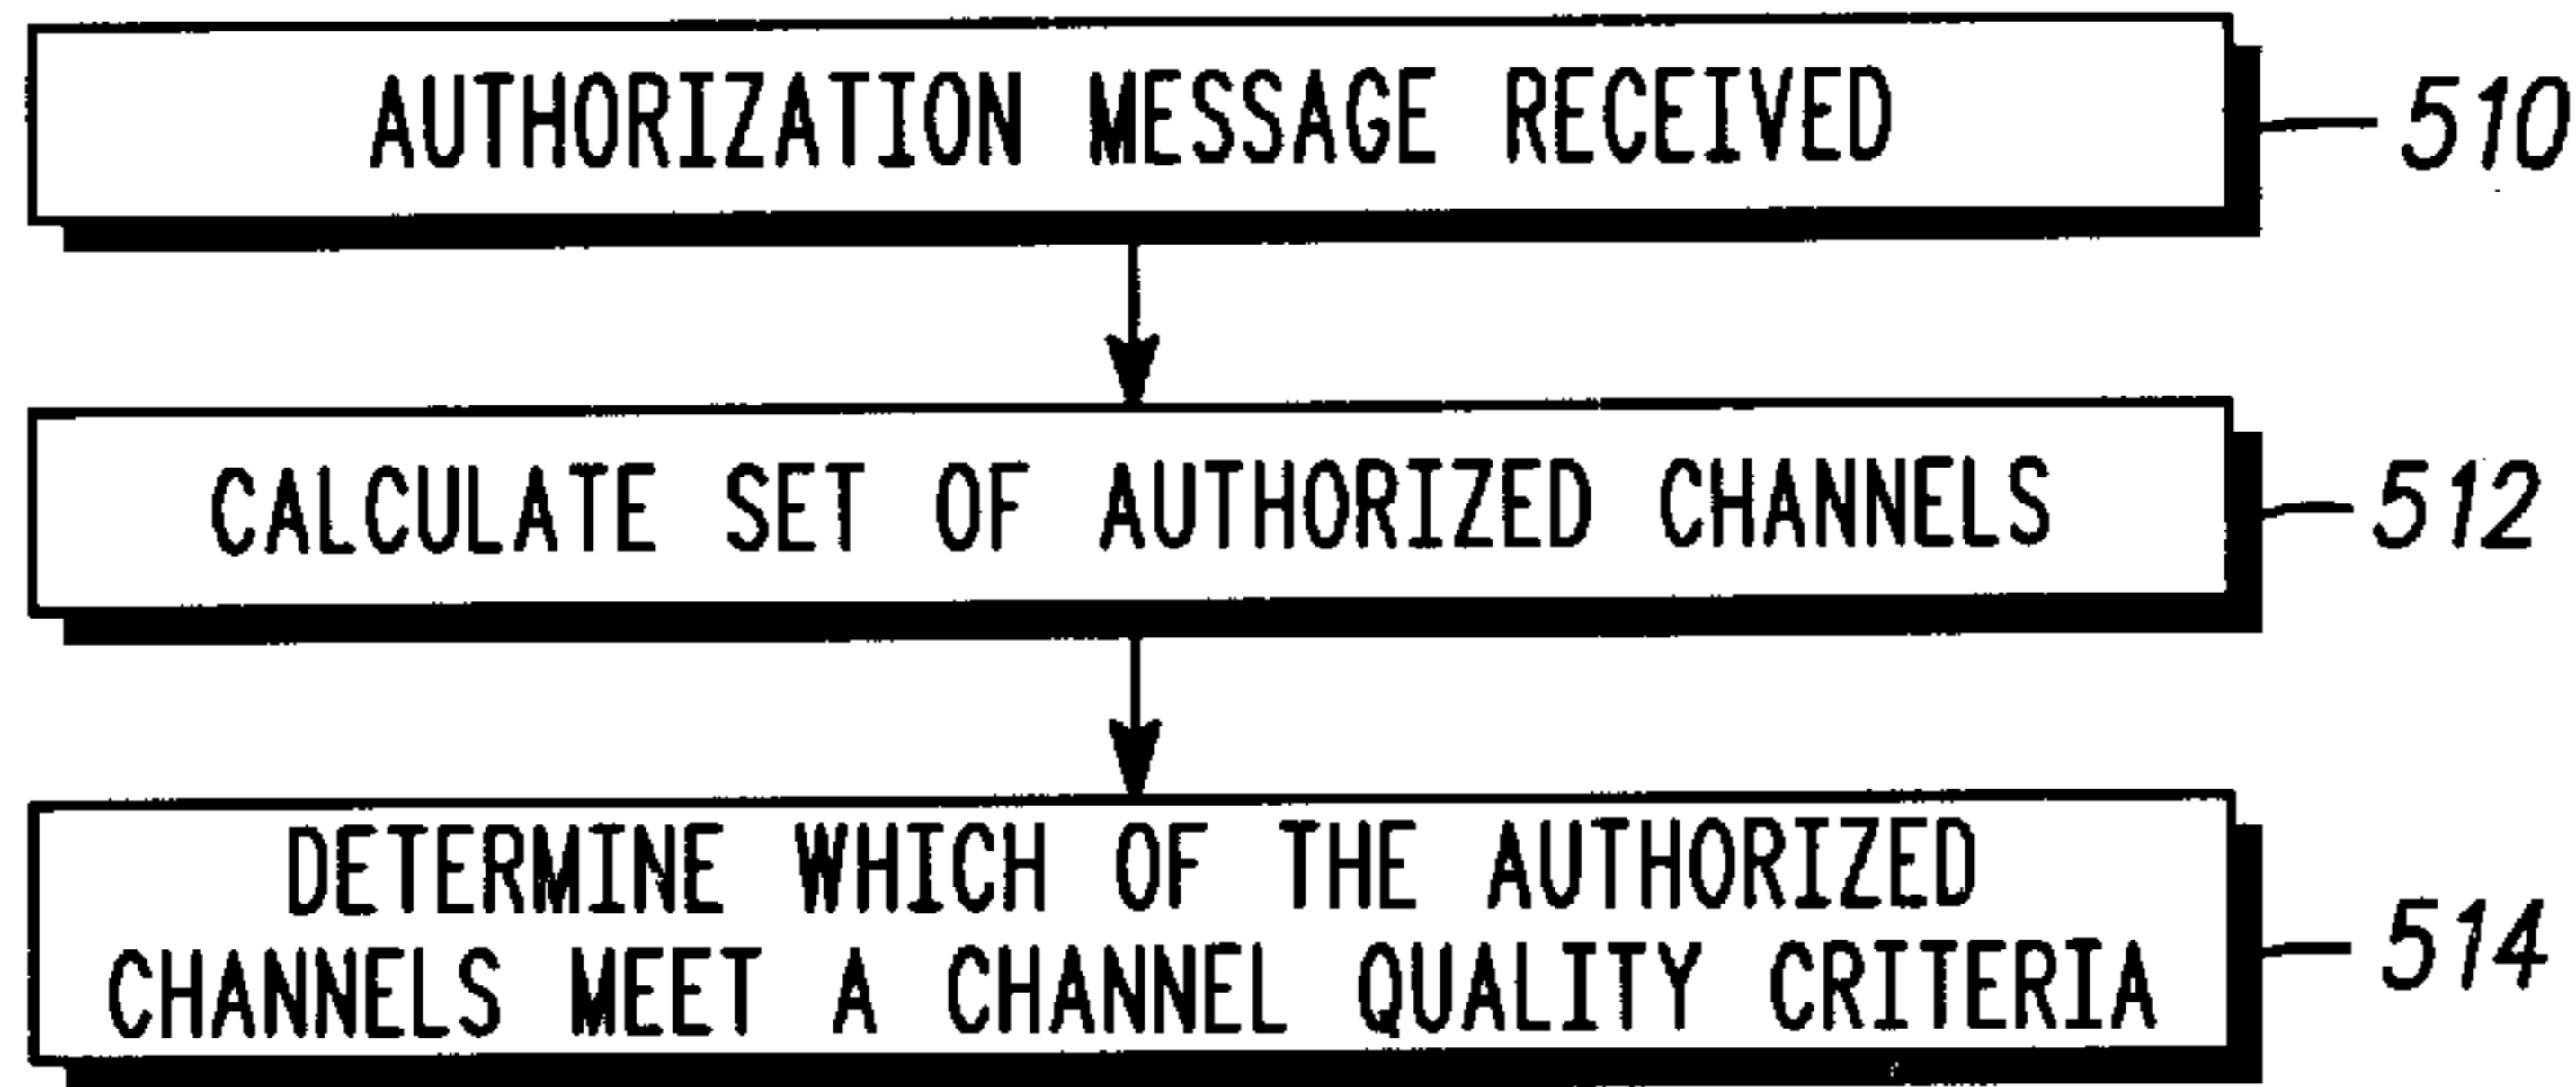 AUTHORIZATION MESSAGE RECEIVED
510
CALCULATE SET OF AUTHORIZED CHANNELS
512
DETERMINE WHICH OF THE AUTHORIZED
CHANNELS MEET A CHANNEL QUALITY CRITERIA
514